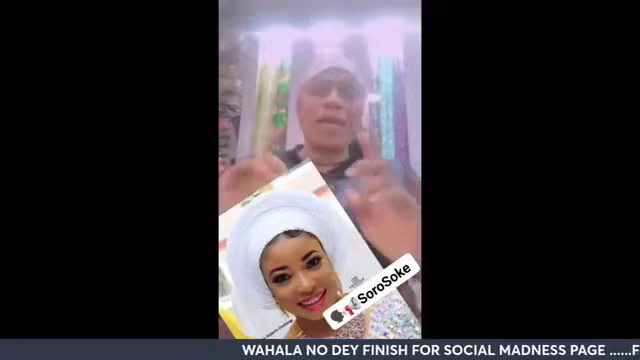 SoroSoke
WAHALA NO DEY FINISH FOR SOCIAL MADNESS PAGE ......F